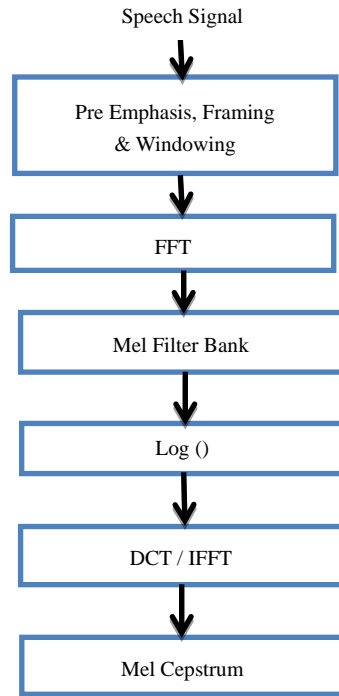 Speech Signal
Pre Emphasis, Framing
& Windowing
FFT
Mel Filter Bank
Log ()
DCT / IFFT
Mel Cepstrum